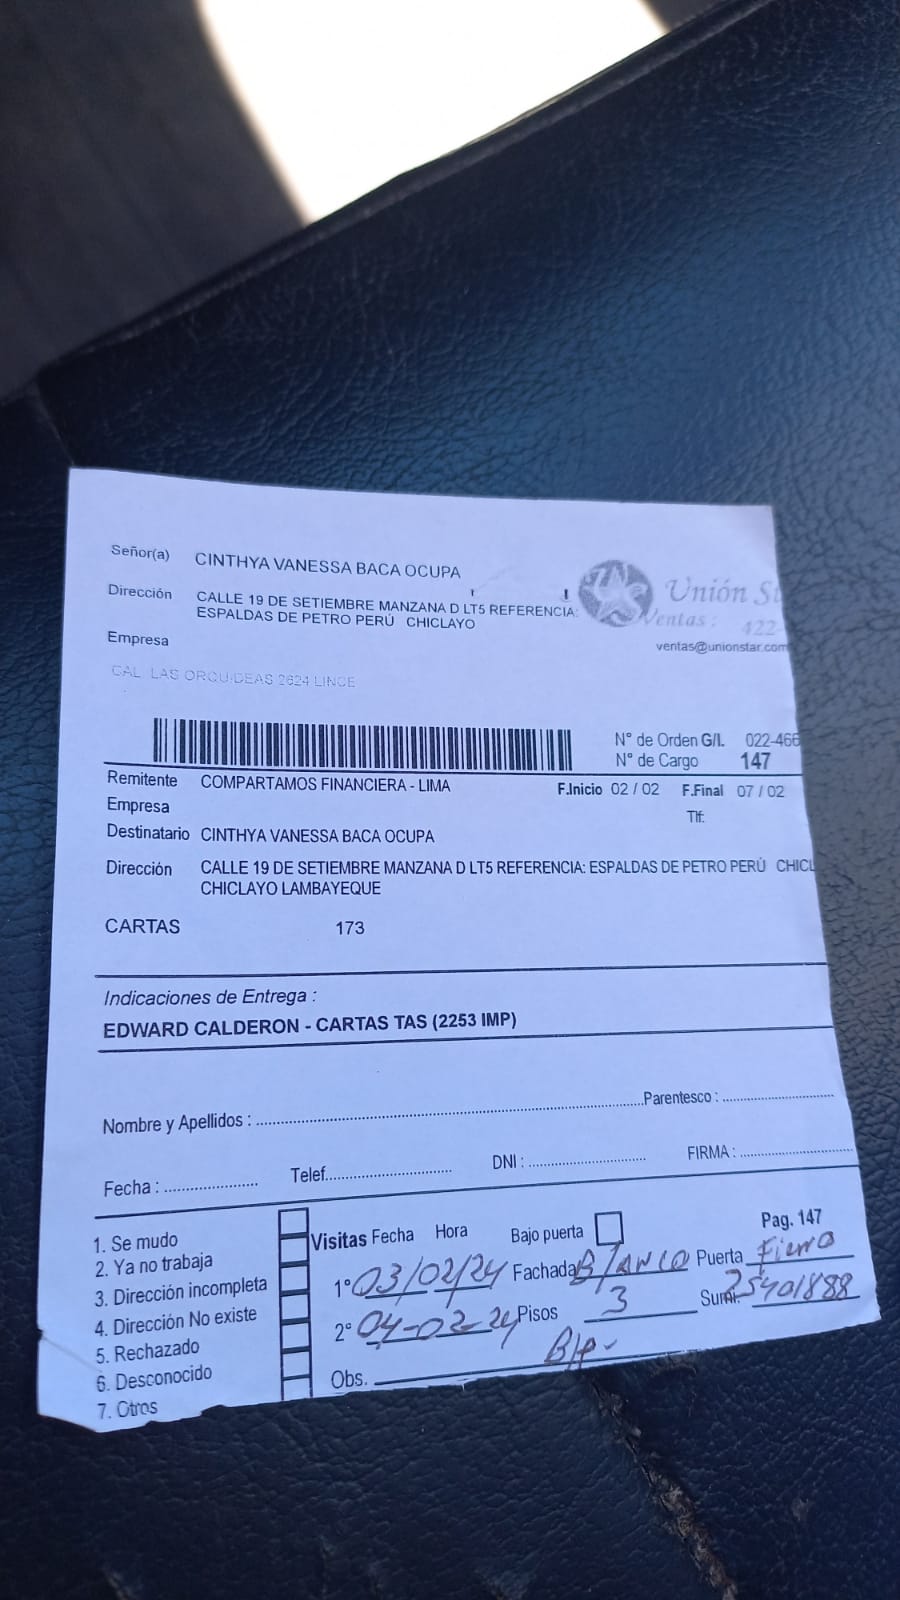 Señor(a) CINTHYA VANESSA BACA OCUPA
Dirección CALLE 19 DE SETIEMBRE MANZANA D LT5 REFERENCIA:
ESPALDAS DE PETRO PERÚ CHICLAYO
Unión
Ventas : 422-
ventas@unionstar.com
Empresa
CAL LAS ORQUIDEAS 2624 LINCE
N° de Orden G/I. 022-466
N° de Cargo 147
Remitente COMPARTAMOS FINANCIERA - LIMA F.Inicio 02 / 02 F.Final 07 / 02
Empresa Tlf:
Destinatario CINTHYA VANESSA BACA OCUPA
Dirección CALLE 19 DE SETIEMBRE MANZANA D LT5 REFERENCIA: ESPALDAS DE PETRO PERÚ CHICL
CHICLAYO LAMBAYEQUE
CARTAS 173
Indicaciones de Entrega :
EDWARD CALDERON - CARTAS TAS (2253 IMP)
Nombre y Apellidos : Parentesco :
Fecha : Telef. DNI : FIRMA :
1. Se mudo
2. Ya no trabaja
3. Dirección incompleta
4. Dirección No existe
5. Rechazado
6. Desconocido
7. Otros
Visitas Fecha Hora Bajo puerta Pag. 147
1° 03/02/24 Fachada BLANCO Puerta Fierro
2° 04-02-24 Pisos 3 Sumi. 25401888
B/p-
Obs.